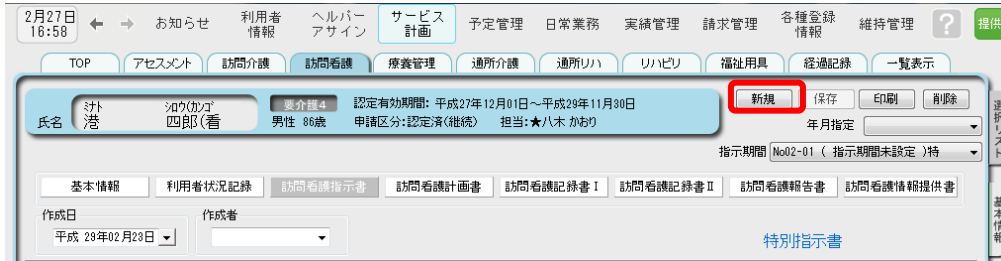 2月27日
16:58
← → お知らせ 利用者情報 ヘルパーアサイン サービス計画 予定管理 日常業務 実績管理 請求管理 各種登録情報 維持管理 ? 提供
TOP アセスメント 訪問介護 訪問看護 療養管理 通所介護 通所リハ リハビリ 福祉用具 経過記録 一覧表示
新規 保存 印刷 削除
ミナト シロウ(カンゴ 要介護4 認定有効期間: 平成27年12月01日～平成29年11月30日
氏名 港 四郎(看 男性 86歳 申請区分:認定済(継続) 担当:★八木 かおり
年月指定
指示期間 No02-01 ( 指示期間未設定 )特
選択リスト
基本情報 利用者状況記録 訪問看護指示書 訪問看護計画書 訪問看護記録書Ⅰ 訪問看護記録書Ⅱ 訪問看護報告書 訪問看護情報提供書
基本情報
作成日 作成者
平成 29年02月23日
特別指示書